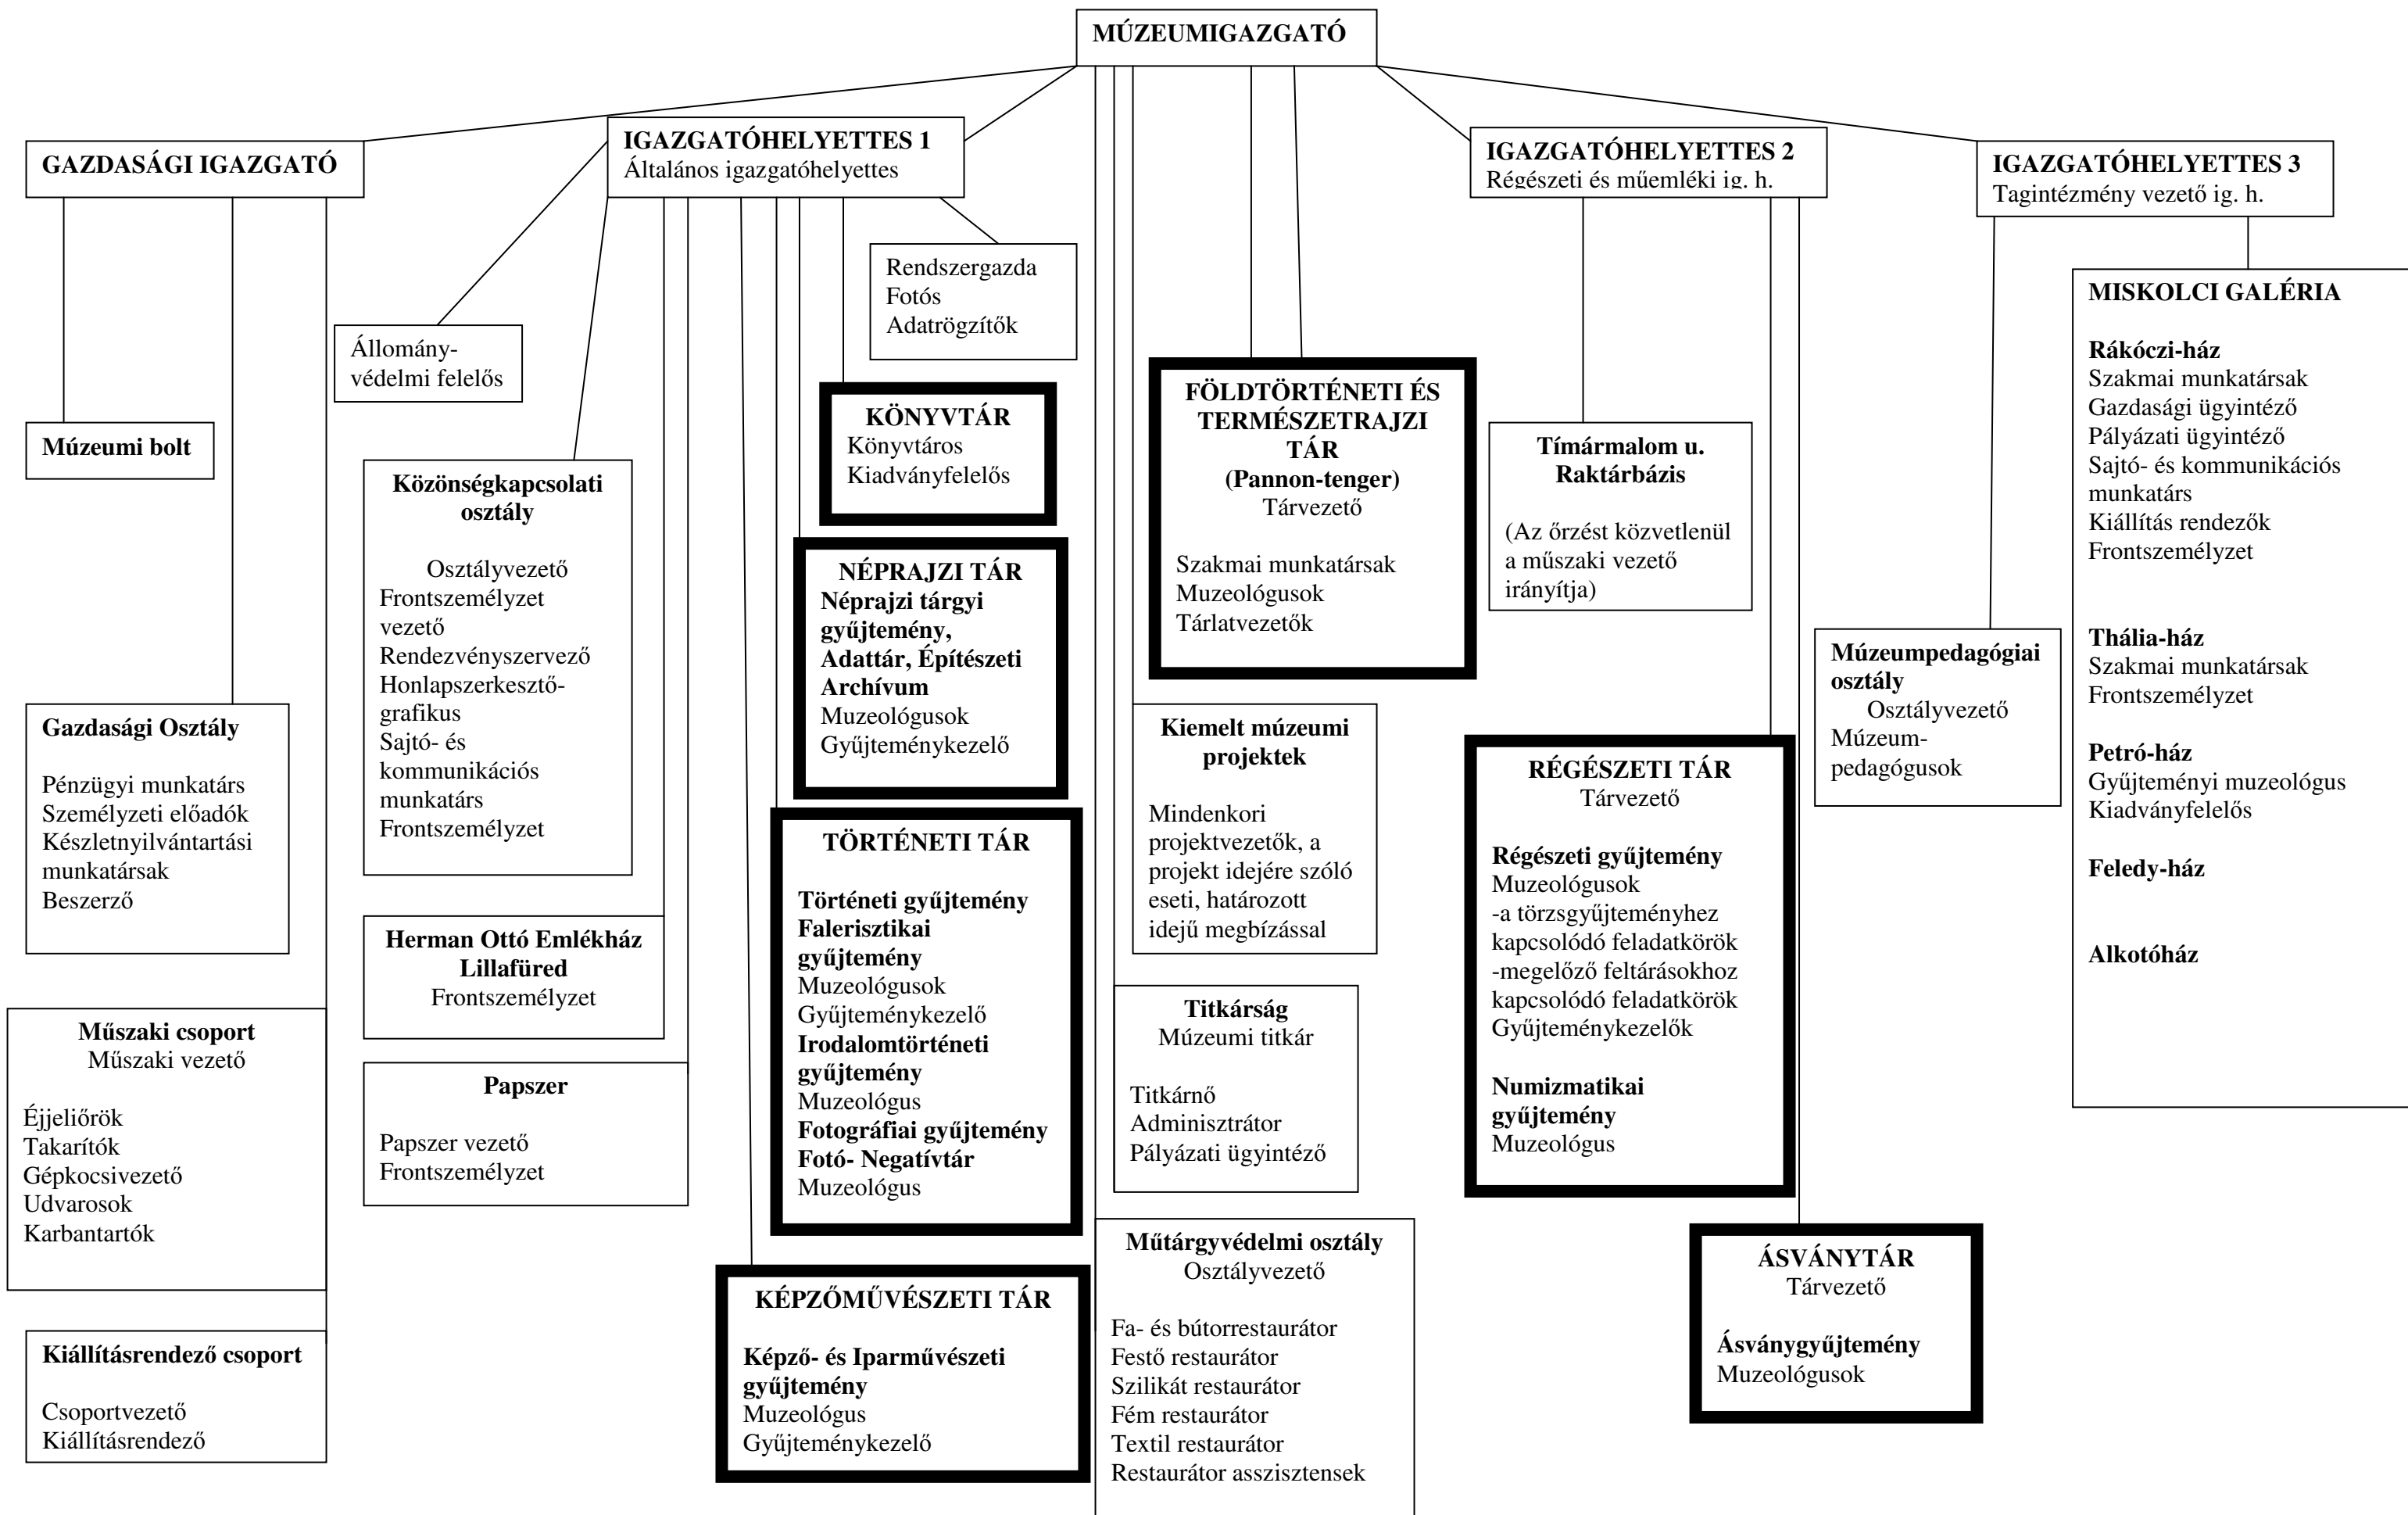 MÚZEUMIGAZGATÓ
GAZDASÁGI IGAZGATÓ
IGAZGATÓHELYETTES 1
Általános igazgatóhelyettes
IGAZGATÓHELYETTES 2
Régészeti és műemléki ig. h.
IGAZGATÓHELYETTES 3
Tagintézmény vezető ig. h.
Múzeumi bolt
Gazdasági Osztály
Pénzügyi munkatárs
Személyzeti előadók
Készletnyilvántartási
munkatársak
Beszerző
Műszaki csoport
Műszaki vezető
Éjjeliőrök
Takarítók
Gépkocsivezető
Udvarosok
Karbantartók
Kiállításrendező csoport
Csoportvezető
Kiállításrendező
Állomány-
védelmi felelős
Közönségkapcsolati
osztály
Osztályvezető
Frontszemélyzet
vezető
Rendezvényszervező
Honlapszerkesztő-
grafikus
Sajtó- és
kommunikációs
munkatárs
Frontszemélyzet
Herman Ottó Emlékház
Lillafüred
Frontszemélyzet
Papszer
Papszer vezető
Frontszemélyzet
Rendszergazda
Fotós
Adatrögzítők
KÖNYVTÁR
Könyvtáros
Kiadványfelelős
NÉPRAJZI TÁR
Néprajzi tárgyi
gyűjtemény,
Adattár, Építészeti
Archívum
Muzeológusok
Gyűjteménykezelő
TÖRTÉNETI TÁR
Történeti gyűjtemény
Falerisztikai
gyűjtemény
Muzeológusok
Gyűjteménykezelő
Irodalomtörténeti
gyűjtemény
Muzeológus
Fotográfiai gyűjtemény
Fotó- Negatívtár
Muzeológus
KÉPZŐMŰVÉSZETI TÁR
Képző- és Iparművészeti
gyűjtemény
Muzeológus
Gyűjteménykezelő
FÖLDTÖRTÉNETI ÉS
TERMÉSZETRAJZI
TÁR
(Pannon-tenger)
Tárvezető
Szakmai munkatársak
Muzeológusok
Tárlatvezetők
Kiemelt múzeumi
projektek
Mindenkori
projektvezetők, a
projekt idejére szóló
eseti, határozott
idejű megbízással
Titkárság
Múzeumi titkár
Titkárnő
Adminisztrátor
Pályázati ügyintéző
Műtárgyvédelmi osztály
Osztályvezető
Fa- és bútorrestaurátor
Festő restaurátor
Szilikát restaurátor
Fém restaurátor
Textil restaurátor
Restaurátor asszisztensek
Tímármalom u.
Raktárbázis
(Az őrzést közvetlenül
a műszaki vezető
irányítja)
RÉGÉSZETI TÁR
Tárvezető
Régészeti gyűjtemény
Muzeológusok
-a törzsgyűjteményhez
kapcsolódó feladatkörök
-megelőző feltárásokhoz
kapcsolódó feladatkörök
Gyűjteménykezelők
Numizmatikai
gyűjtemény
Muzeológus
ÁSVÁNYTÁR
Tárvezető
Ásványgyűjtemény
Muzeológusok
Múzeumpedagógiai
osztály
Osztályvezető
Múzeum-
pedagógusok
MISKOLCI GALÉRIA
Rákóczi-ház
Szakmai munkatársak
Gazdasági ügyintéző
Pályázati ügyintéző
Sajtó- és kommunikációs
munkatárs
Kiállítás rendezők
Frontszemélyzet
Thália-ház
Szakmai munkatársak
Frontszemélyzet
Petró-ház
Gyűjteményi muzeológus
Kiadványfelelős
Feledy-ház
Alkotóház